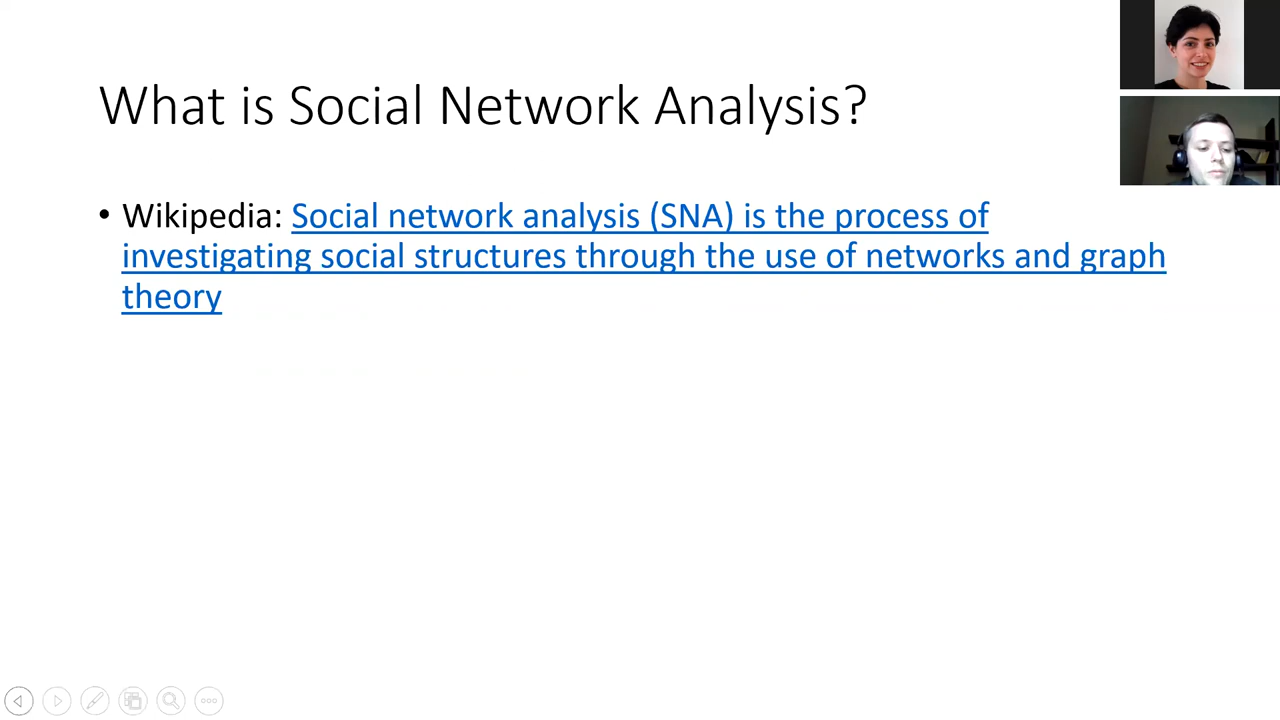 What is Social Network Analysis?
• Wikipedia: Social network analysis (SNA) is the process of
investigating social structures through the use of networks and graph
theory